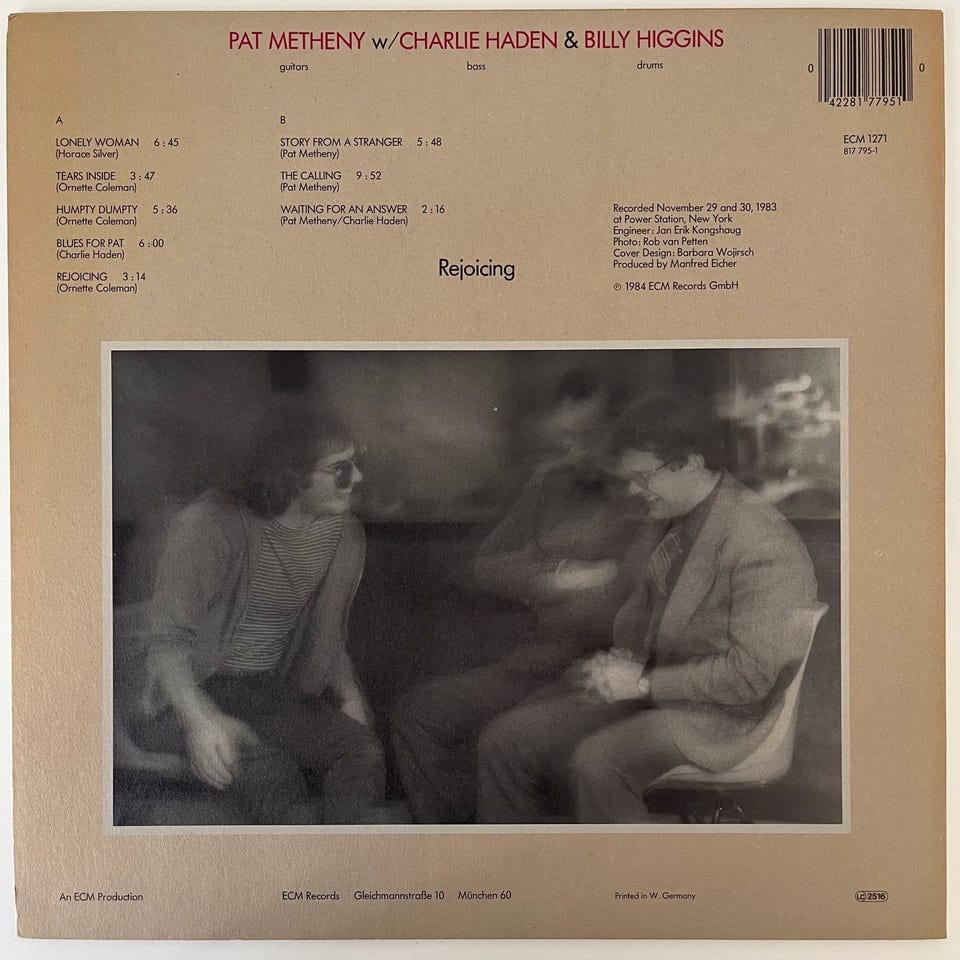 PAT METHENY w/CHARLIE HADEN & BILLY HIGGINS
guitars bass drums
0 42281 77951 0
ECM 1271
817 795-1
A
LONELY WOMAN 6:45
(Horace Silver)
TEARS INSIDE 3:47
(Ornette Coleman)
HUMPTY DUMPTY 5:36
(Ornette Coleman)
BLUES FOR PAT 6:00
(Charlie Haden)
REJOICING 3:14
(Ornette Coleman)
B
STORY FROM A STRANGER 5:48
(Pat Metheny)
THE CALLING 9:52
(Pat Metheny)
WAITING FOR AN ANSWER 2:16
(Pat Metheny/Charlie Haden)
Recorded November 29 and 30, 1983
at Power Station, New York
Engineer: Jan Erik Kongshaug
Photo: Rob van Petten
Cover Design: Barbara Wojirsch
Produced by Manfred Eicher
℗ 1984 ECM Records GmbH
Rejoicing
An ECM Production
ECM Records Gleichmannstraße 10 München 60
Printed in W. Germany
LC 2516